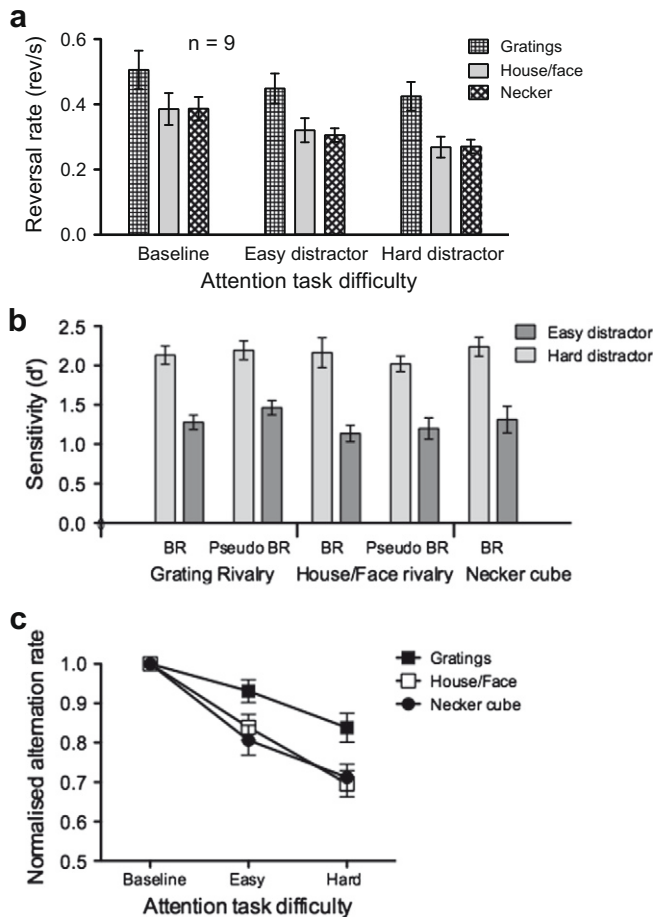 a
n = 9
Gratings
House/face
Necker
Reversal rate (rev/s)
0.6
0.4
0.2
0.0
Baseline Easy distractor Hard distractor
Attention task difficulty
b
Easy distractor
Hard distractor
Sensitivity (d')
2.5
2.0
1.5
1.0
0.5
0.0
BR Pseudo BR BR Pseudo BR BR
Grating Rivalry House/Face rivalry Necker cube
c
Gratings
House/Face
Necker cube
Normalised alternation rate
1.0
0.9
0.8
0.7
0.6
0.5
Baseline Easy Hard
Attention task difficulty